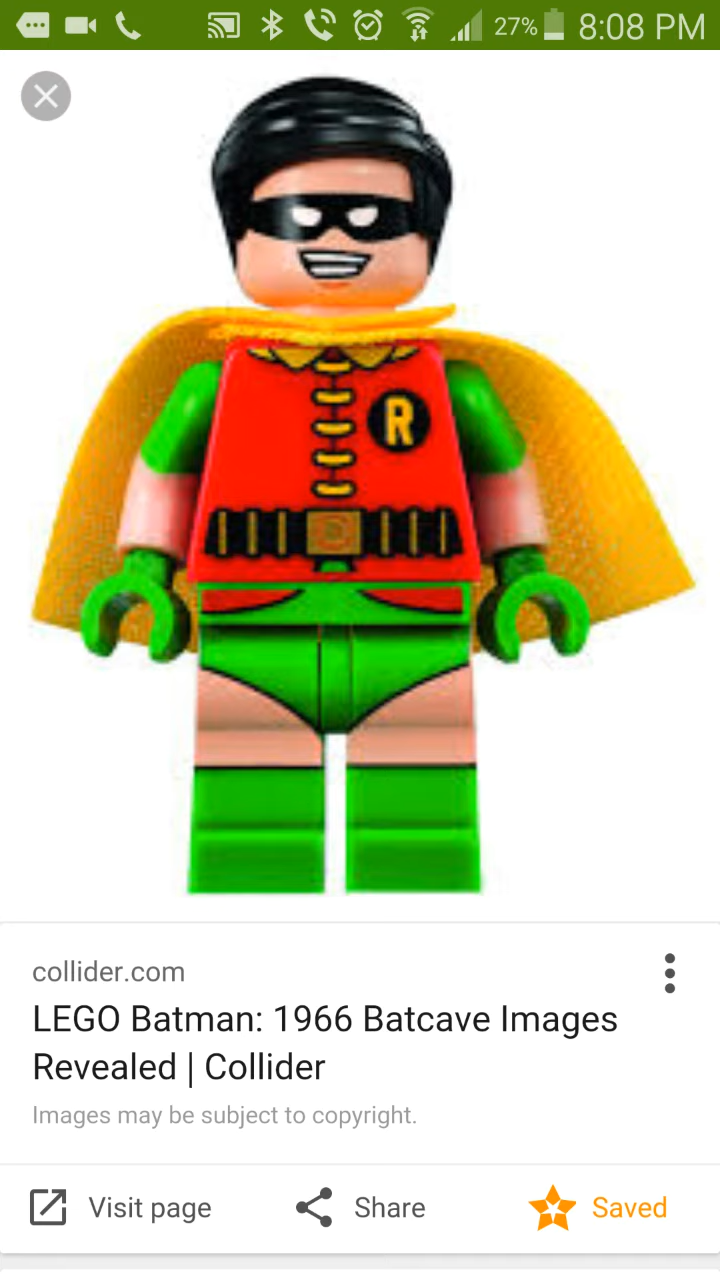 27% 8:08 PM
R
collider.com
LEGO Batman: 1966 Batcave Images
Revealed | Collider
Images may be subject to copyright.
Visit page Share Saved